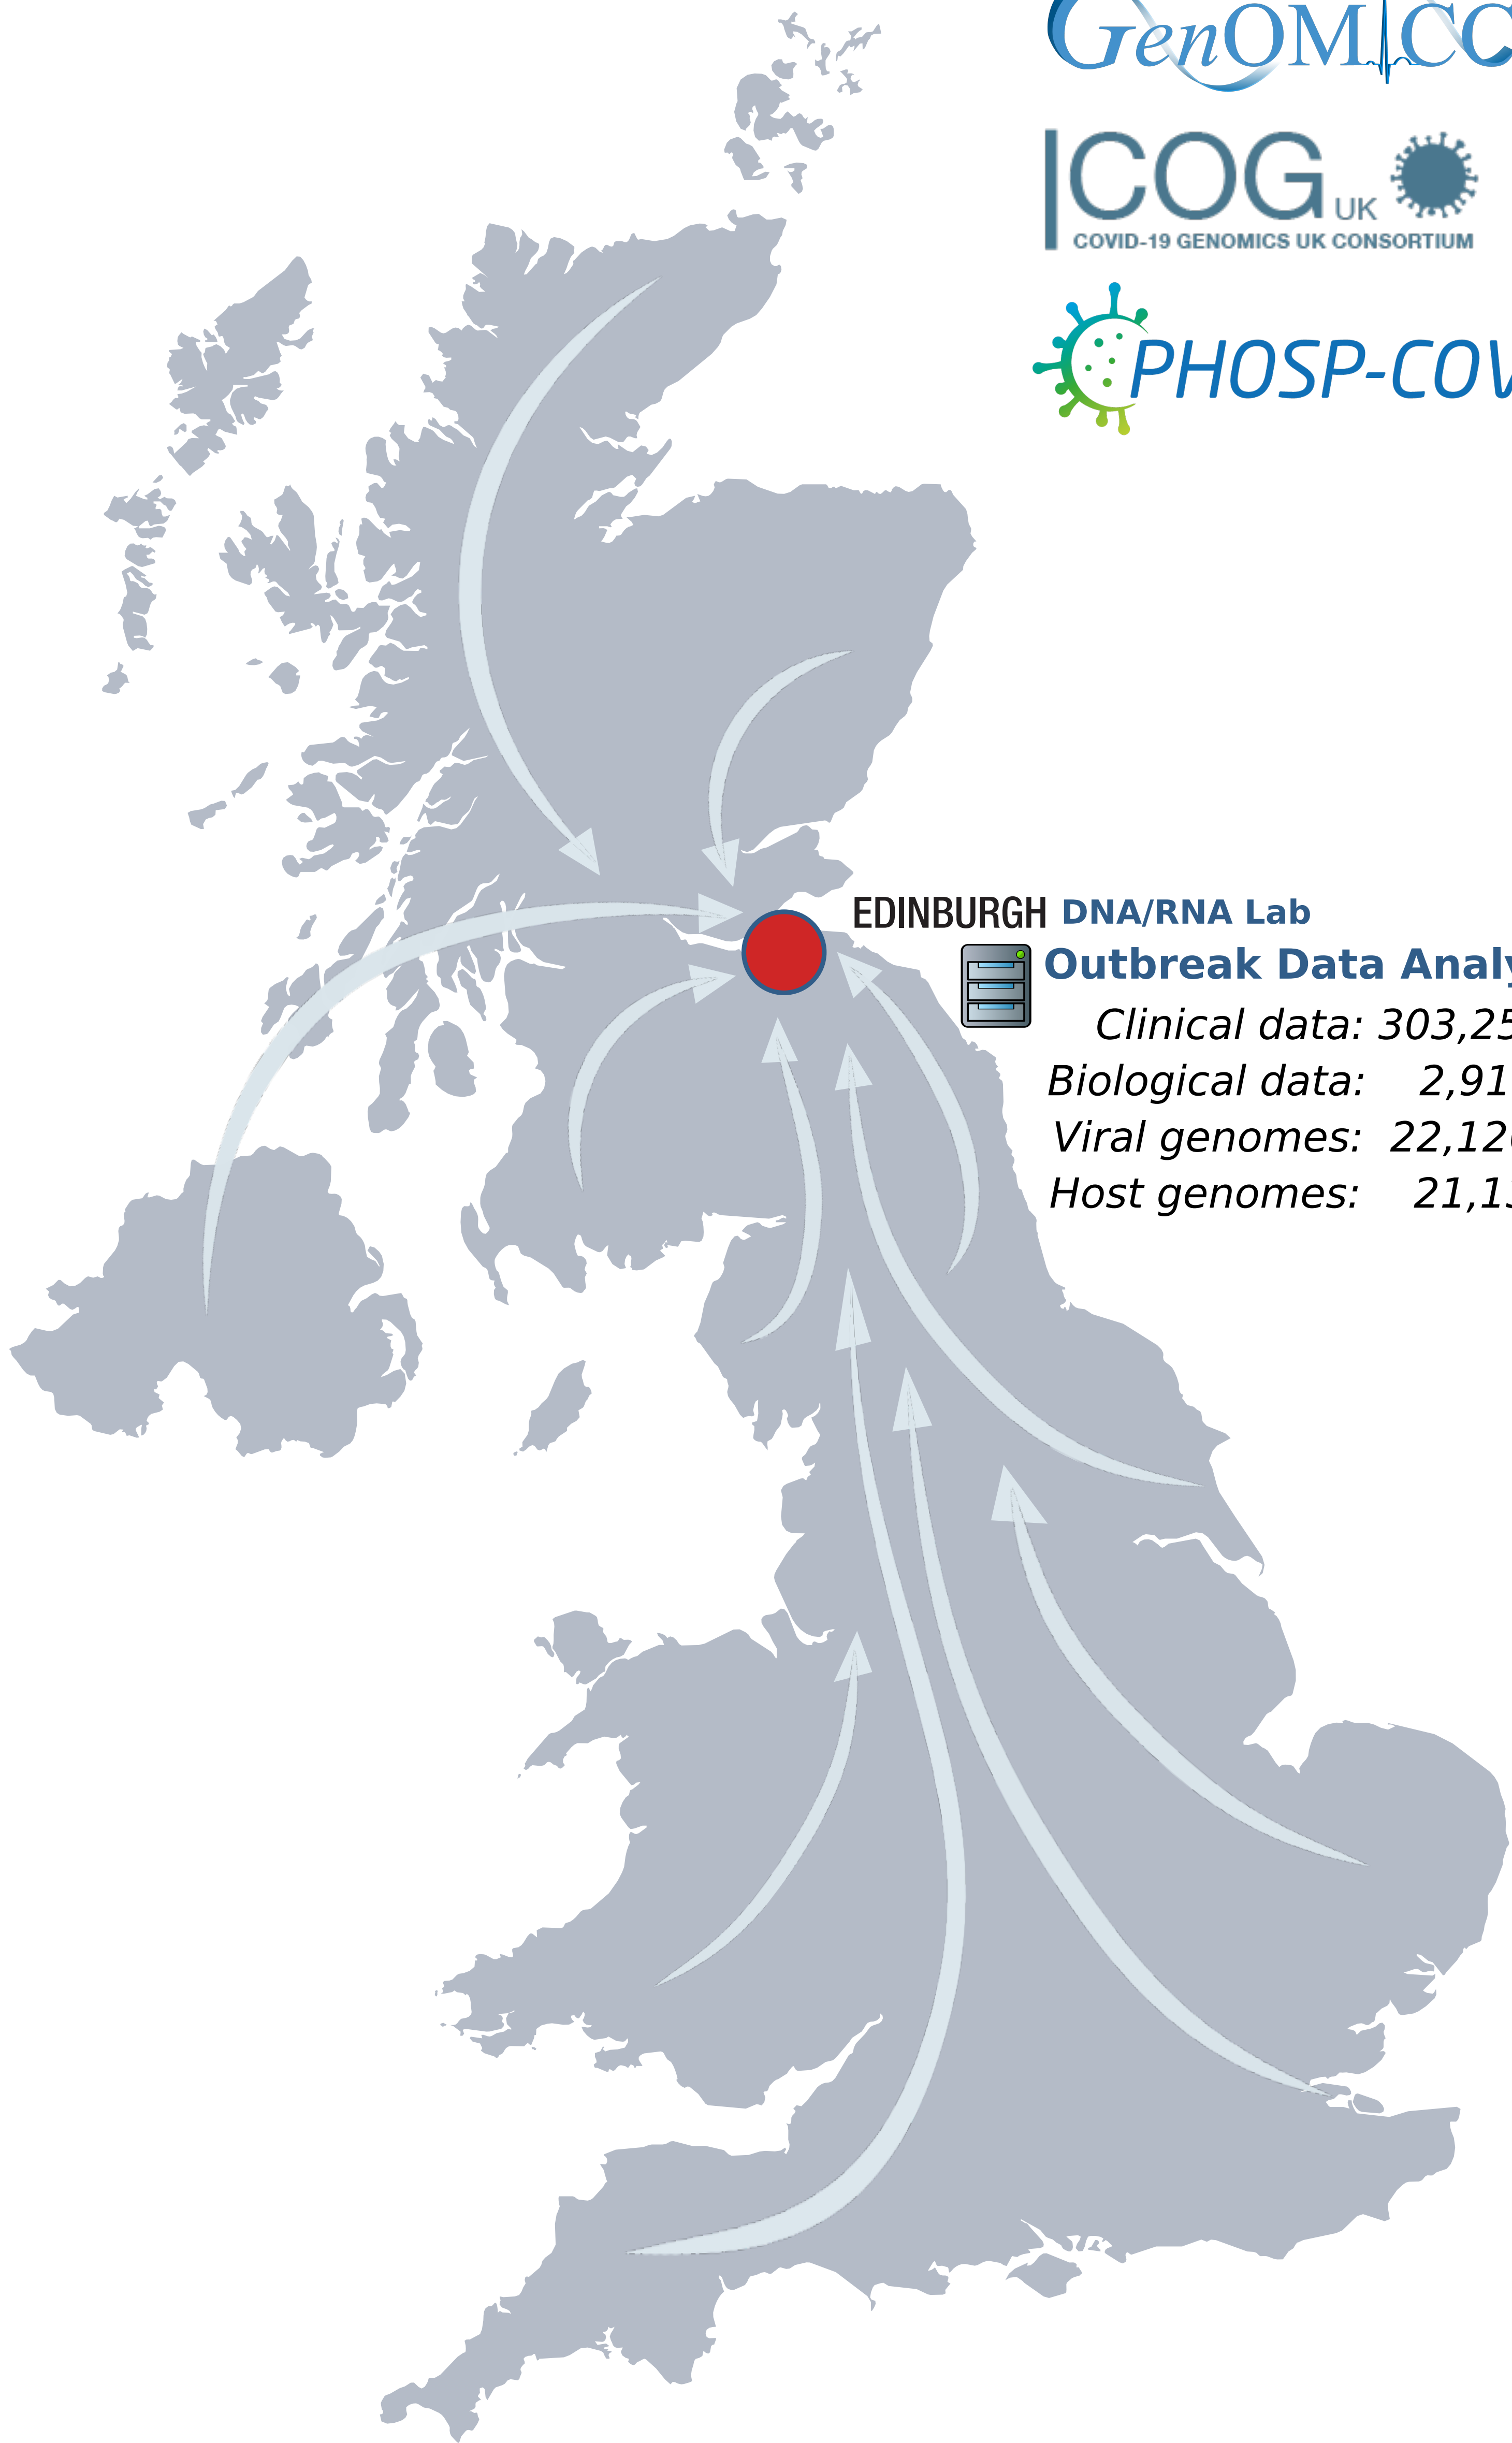 GenOMICC
COG UK
COVID-19 GENOMICS UK CONSORTIUM
PHOSP-COV
EDINBURGH DNA/RNA Lab
Outbreak Data Analy
Clinical data: 303,25
Biological data: 2,91
Viral genomes: 22,12
Host genomes: 21,1